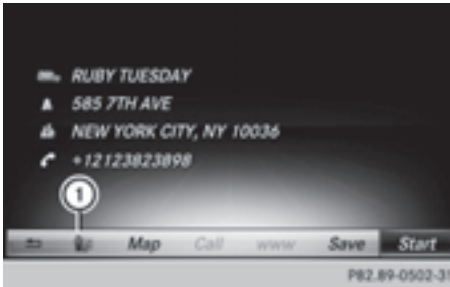 RUBY TUESDAY
585 7TH AVE
NEW YORK CITY, NY 10036
+12123823898
1
Map Call www Save Start
P82.89-0502-31